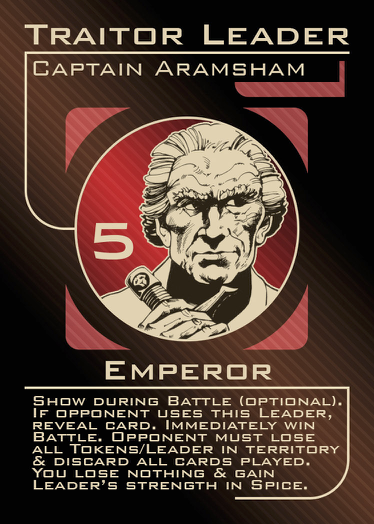 Traitor Leader
Captain Aramsham
5
Emperor
Show during Battle (optional).
If opponent uses this Leader,
reveal card. Immediately win
Battle. Opponent must lose
all Tokens/Leader in territory
& discard all cards played.
You lose nothing & gain
Leader's strength in Spice.